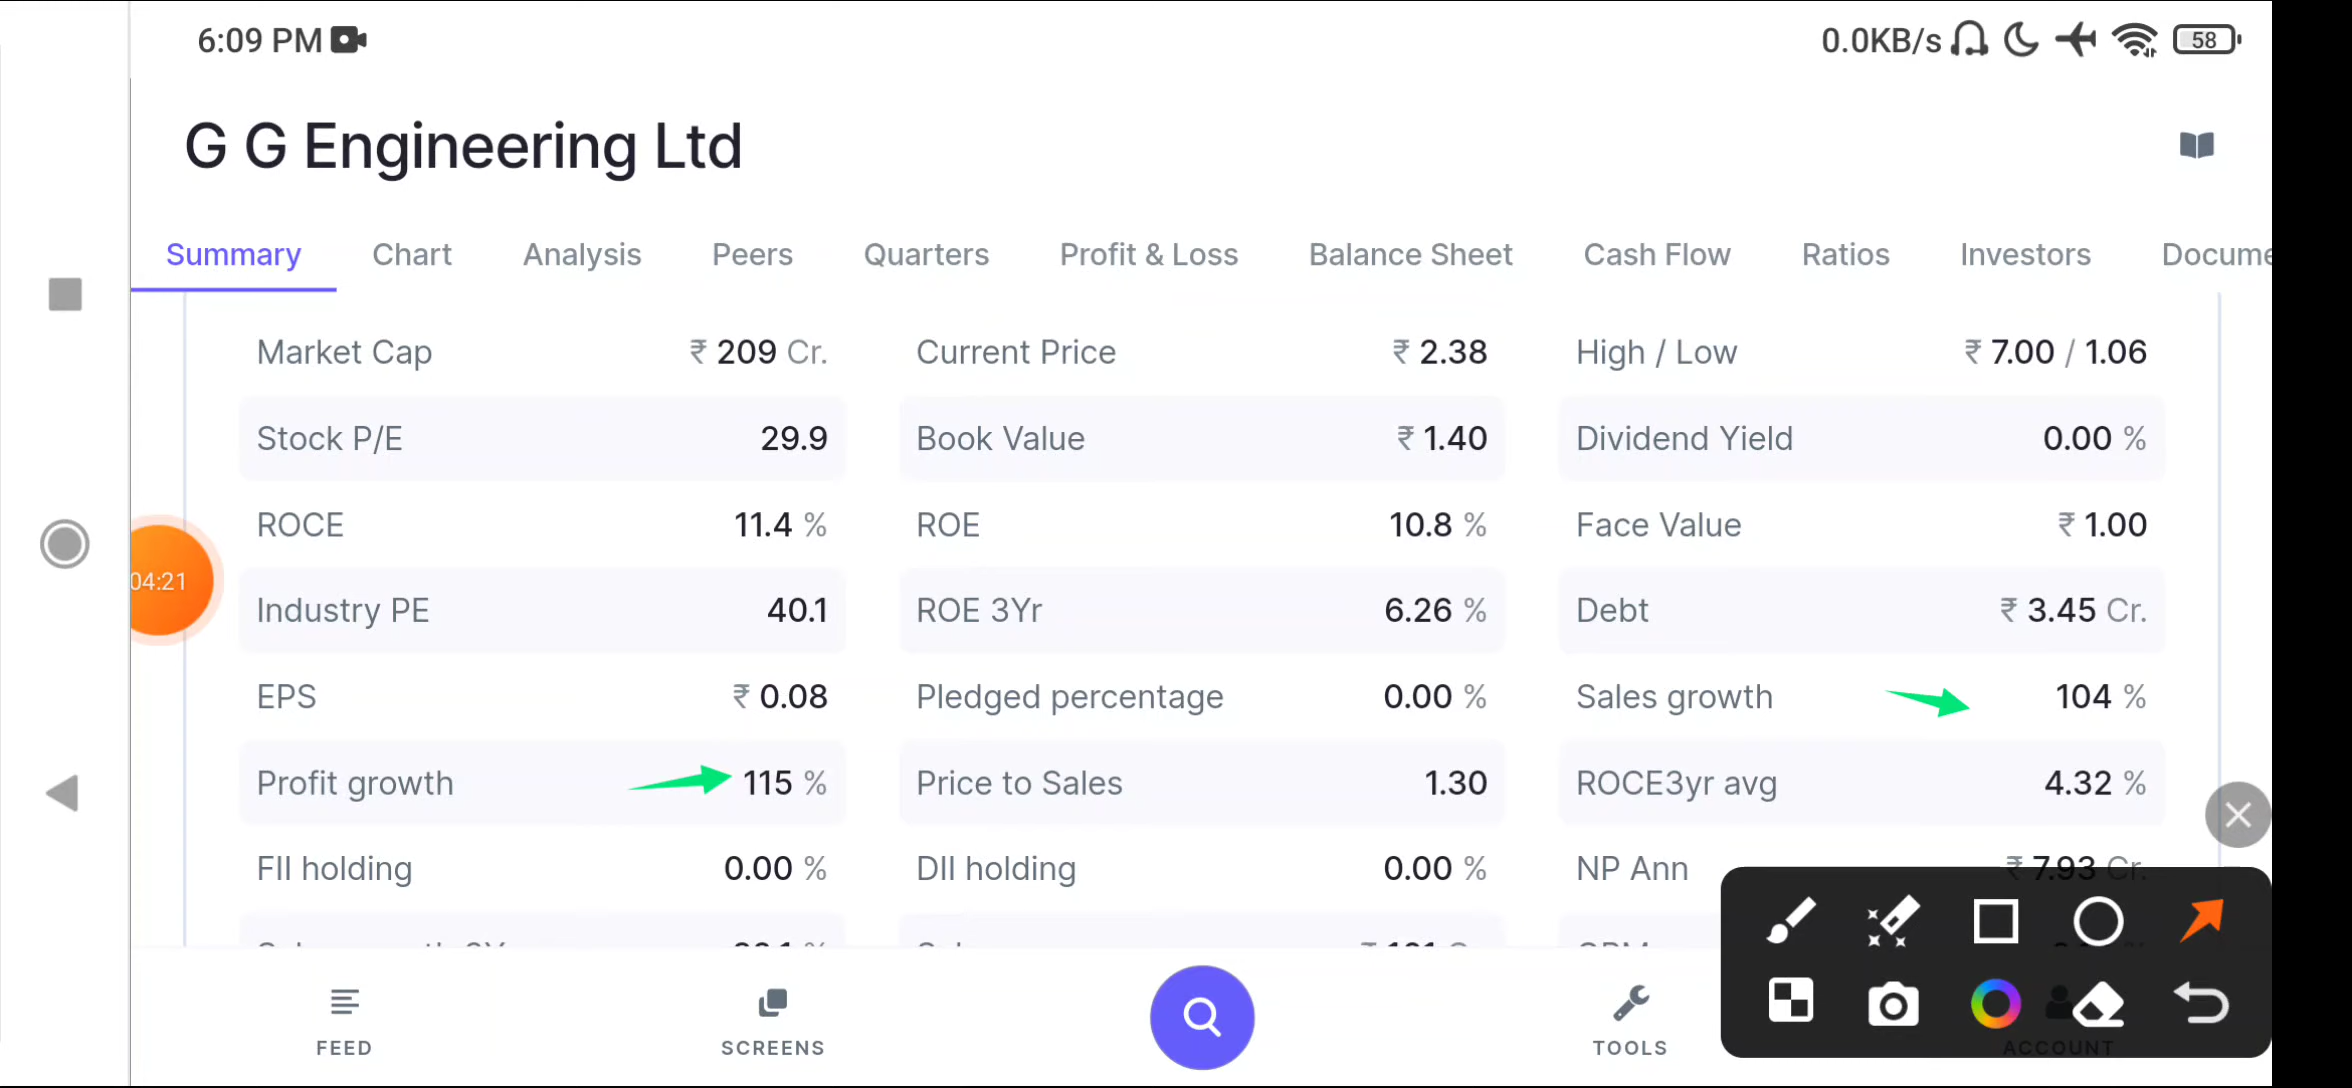 6:09 PM
0.0KB/s
58
G G Engineering Ltd
Summary Chart Analysis Peers Quarters Profit & Loss Balance Sheet Cash Flow Ratios Investors Docume
Market Cap ₹ 209 Cr. Current Price ₹ 2.38 High / Low ₹ 7.00 / 1.06
Stock P/E 29.9 Book Value ₹ 1.40 Dividend Yield 0.00 %
ROCE 11.4 % ROE 10.8 % Face Value ₹ 1.00
04:21
Industry PE 40.1 ROE 3Yr 6.26 % Debt ₹ 3.45 Cr.
EPS ₹ 0.08 Pledged percentage 0.00 % Sales growth 104 %
Profit growth 115 % Price to Sales 1.30 ROCE3yr avg 4.32 %
FII holding 0.00 % DII holding 0.00 % NP Ann ₹ 7.93 Cr.
FEED SCREENS TOOLS ACCOUNT